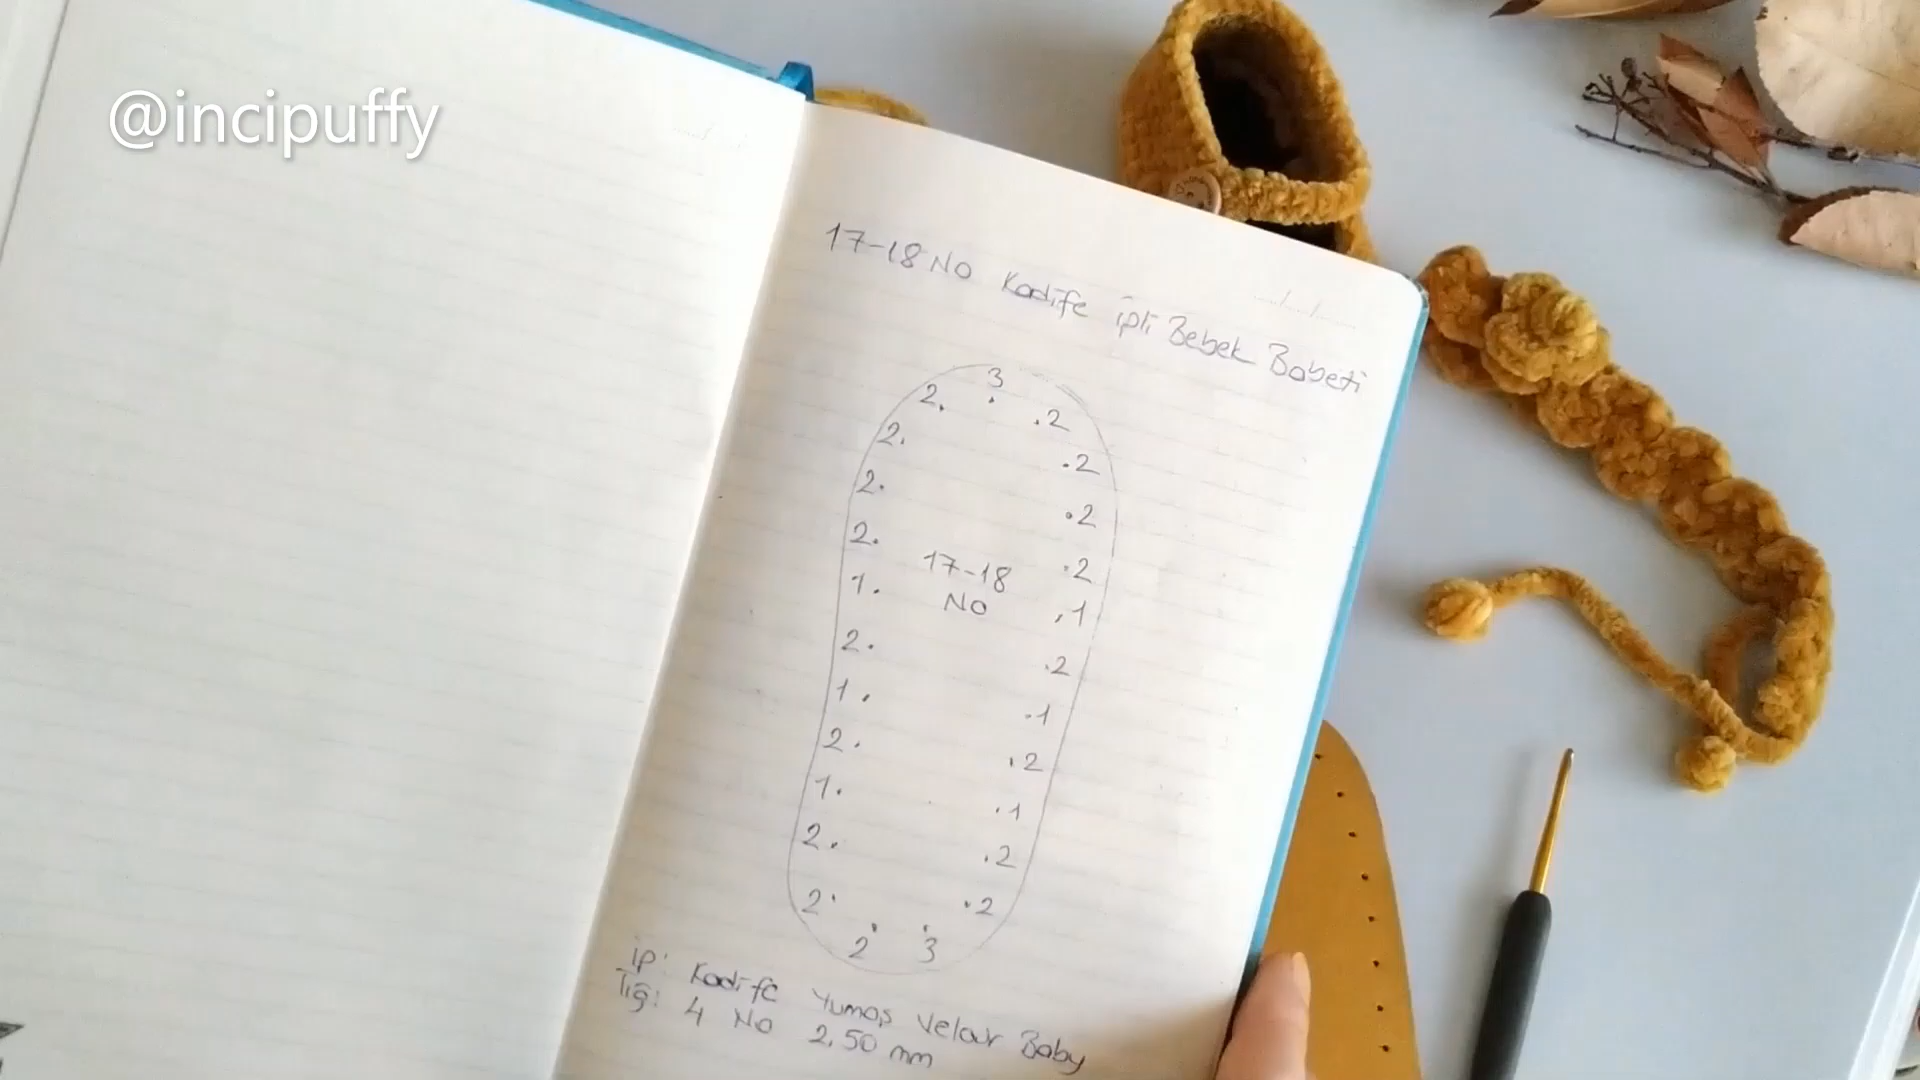 @incipuffy
17-18 NO Kadife ipli Bebek Babeti
3
2. .2
2. .2
2. .2
2. .2
17-18
NO
1. .1
2. .2
1. .1
2. .2
1. .1
2. .2
2. .2
2 3
ip: Kadife Yumoş Velour Baby
Tığ: 4 No 2.50 mm